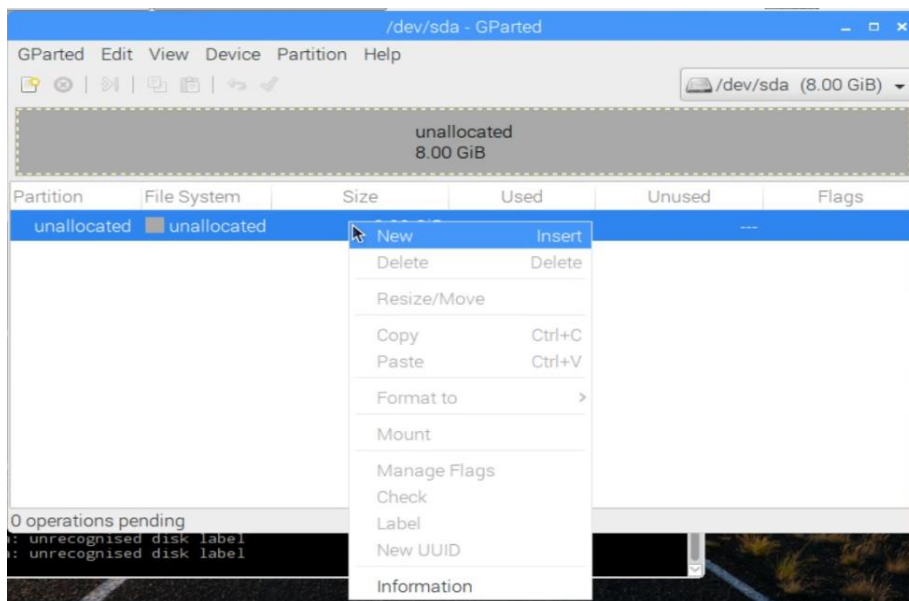 /dev/sda - GParted
GParted Edit View Device Partition Help
/dev/sda (8.00 GiB)
unallocated
8.00 GiB
Partition File System Size Used Unused Flags
unallocated unallocated ---
New Insert
Delete Delete
Resize/Move
Copy Ctrl+C
Paste Ctrl+V
Format to >
Mount
Manage Flags
Check
Label
New UUID
Information
0 operations pending
: unrecognised disk label
: unrecognised disk label